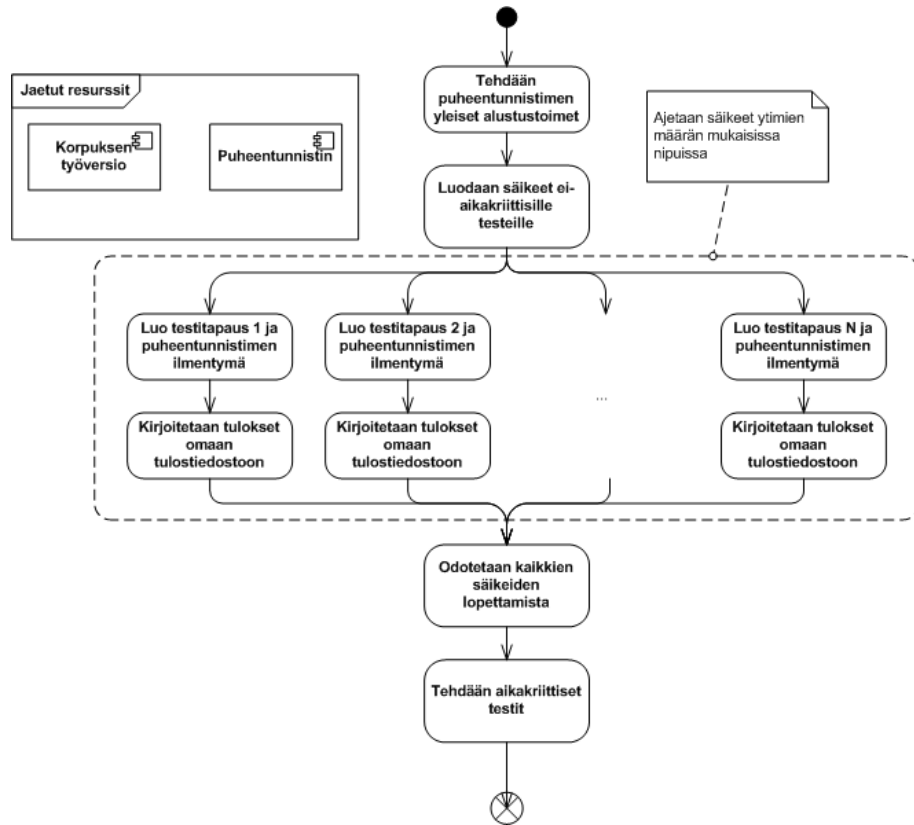 Jaetut resurssit
Korpuksen
työversio
Puheentunnistin
Tehdään
puheentunnistimen
yleiset alustustoimet
Ajetaan säikeet ytimien
määrän mukaisissa
nipuissa
Luodaan säikeet ei-
aikakriittisille
testeille
Luo testitapaus 1 ja
puheentunnistimen
ilmentymä
Luo testitapaus 2 ja
puheentunnistimen
ilmentymä
...
Luo testitapaus N ja
puheentunnistimen
ilmentymä
Kirjoitetaan tulokset
omaan
tulostiedostoon
Kirjoitetaan tulokset
omaan
tulostiedostoon
Kirjoitetaan tulokset
omaan
tulostiedostoon
Odotetaan kaikkien
säikeiden
lopettamista
Tehdään aikakriittiset
testit